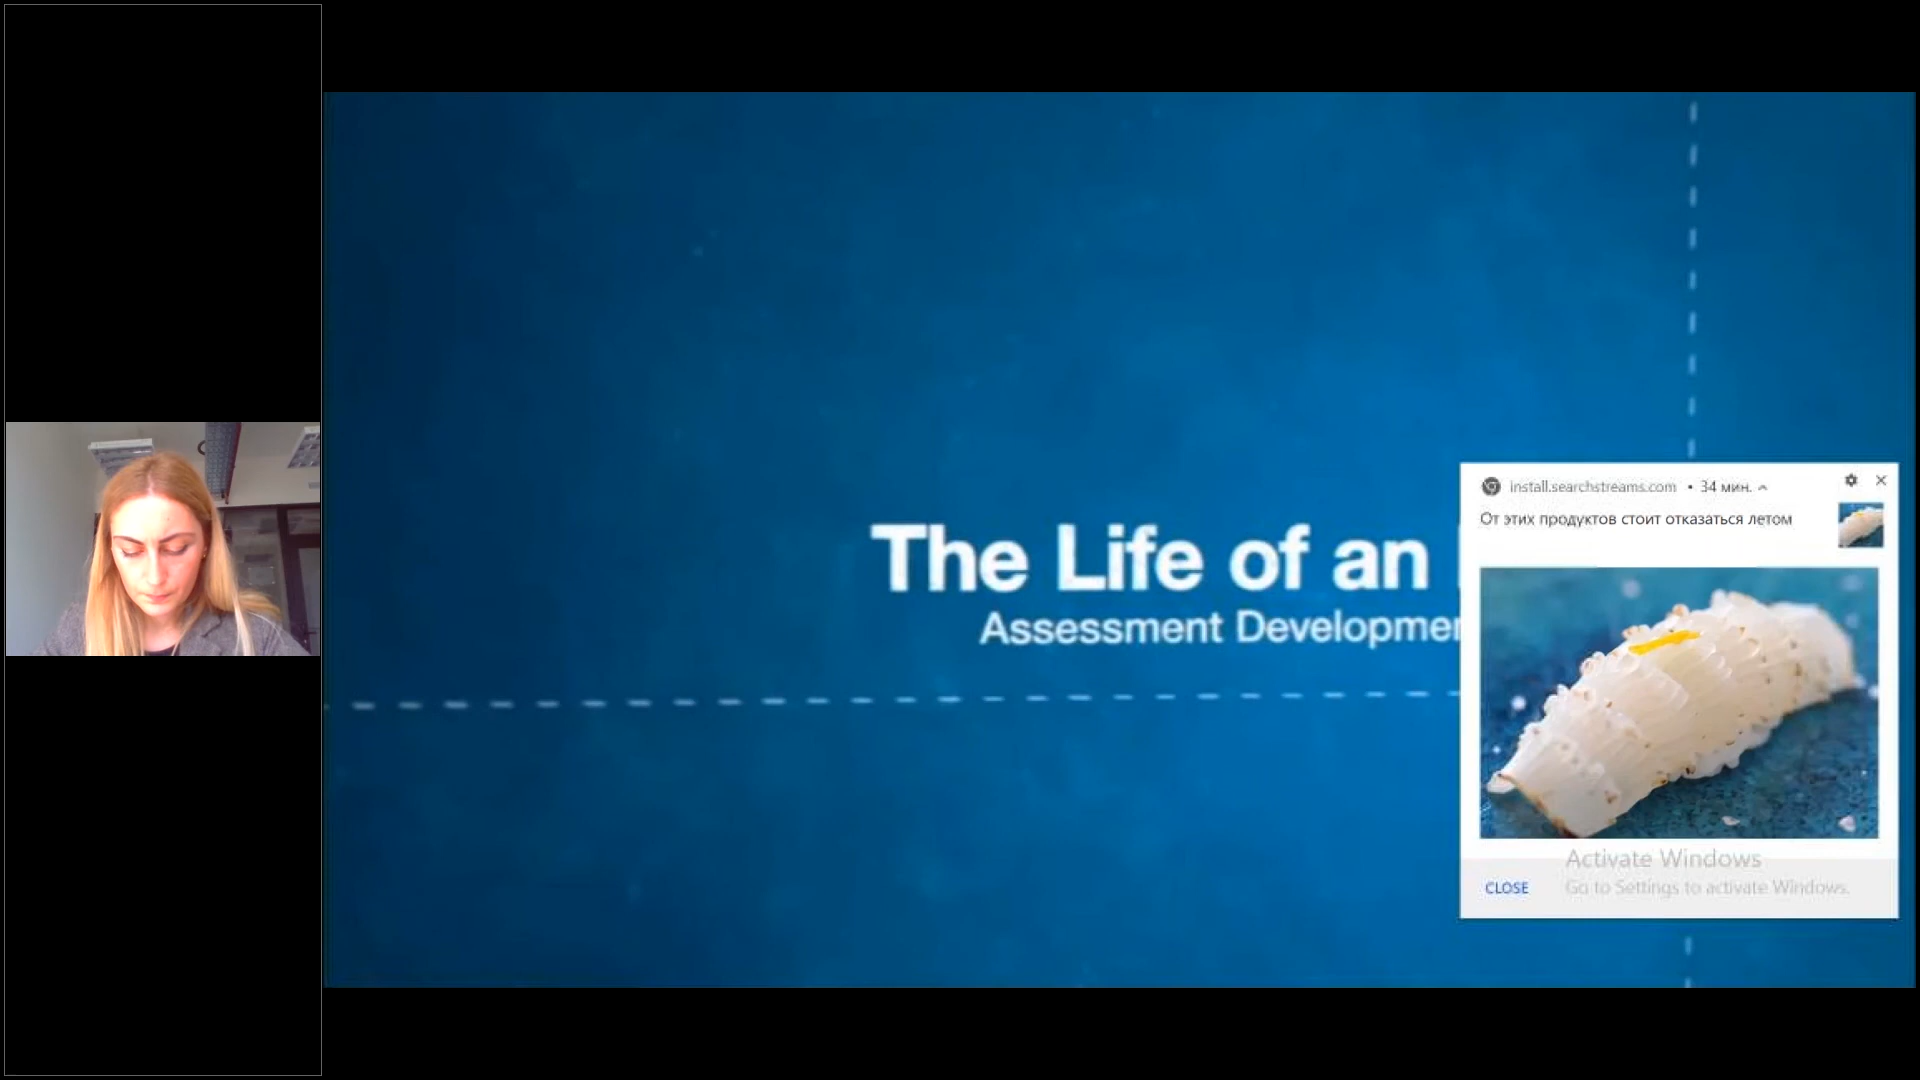 The Life of an
Assessment
install.searchstreams.com • 34 мин.
От этих продуктов стоит отказаться летом
Activate Windows
CLOSE
Go to Settings to activate Windows.